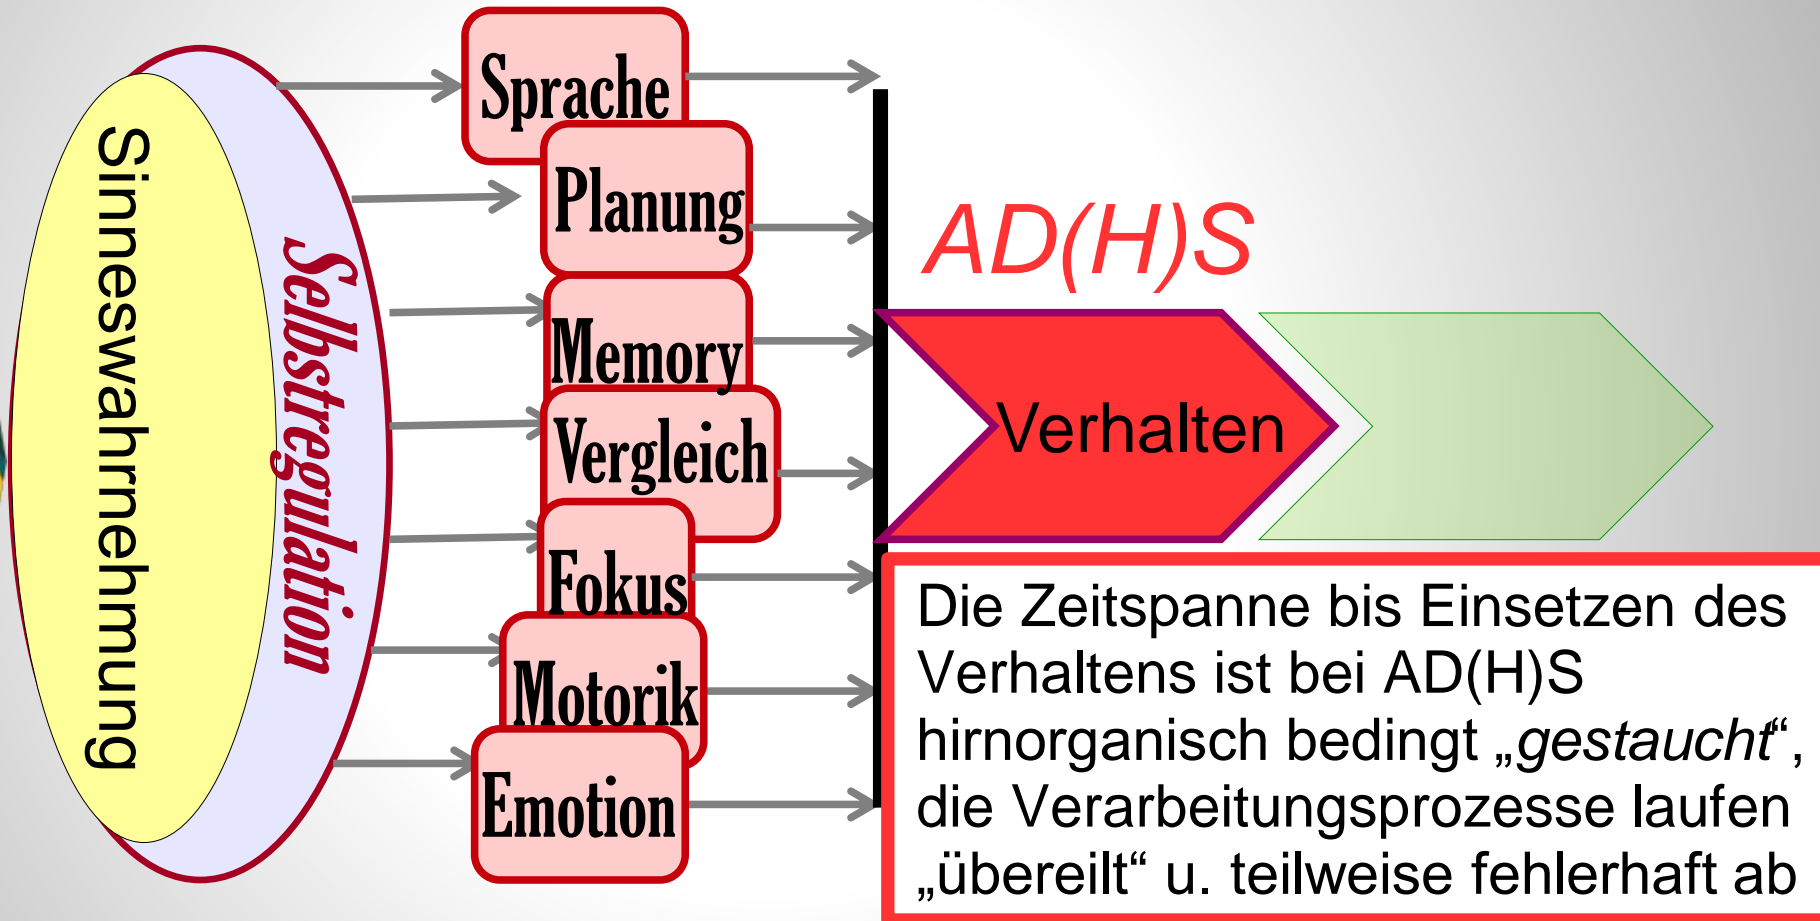 Sinneswahrnehmung
Selbstregulation
Sprache
Planung
Memory
Vergleich
Fokus
Motorik
Emotion
AD(H)S
Verhalten
Die Zeitspanne bis Einsetzen des
Verhaltens ist bei AD(H)S
hirnorganisch bedingt „gestaucht“,
die Verarbeitungsprozesse laufen
„übereilt“ u. teilweise fehlerhaft ab